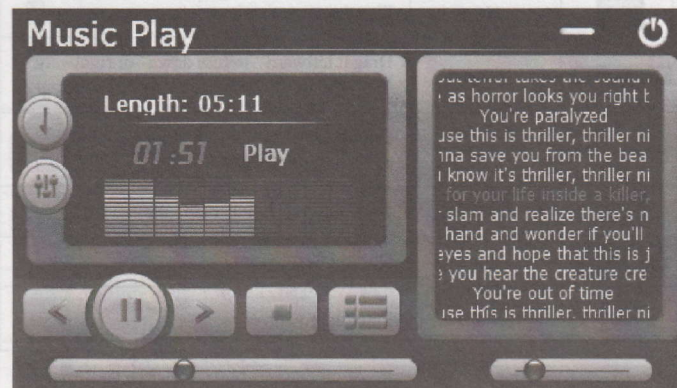 Music Play
Length: 05:11
01:51 Play
as horror looks you right b
You're paralyzed
use this is thriller, thriller ni
nna save you from the bea
know it's thriller, thriller ni
for your life inside a killer,
slam and realize there's n
hand and wonder if you'll
eyes and hope that this is j
you hear the creature cre
You're out of time
use this is thriller, thriller ni